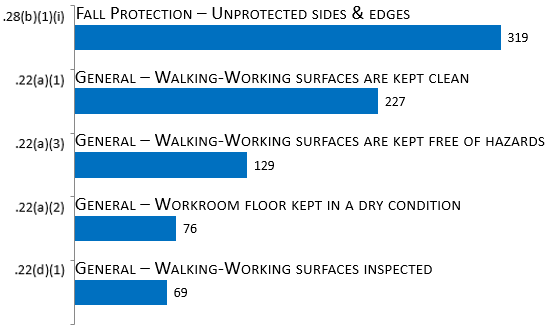 .28(b)(1)(i) Fall Protection – Unprotected sides & edges
319
.22(a)(1) General – Walking-Working surfaces are kept clean
227
.22(a)(3) General – Walking-Working surfaces are kept free of hazards
129
.22(a)(2) General – Workroom floor kept in a dry condition
76
.22(d)(1) General – Walking-Working surfaces inspected
69